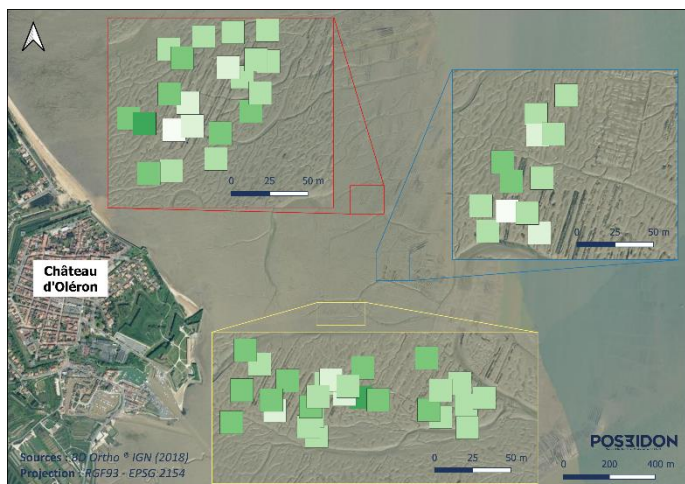 0 25 50 m
0 25 50 m
Château
d'Oléron
0 25 50 m
Sources : BD Ortho ® IGN (2018)
Projection : RGF93 - EPSG 2154
POSEIDON
0 200 400 m